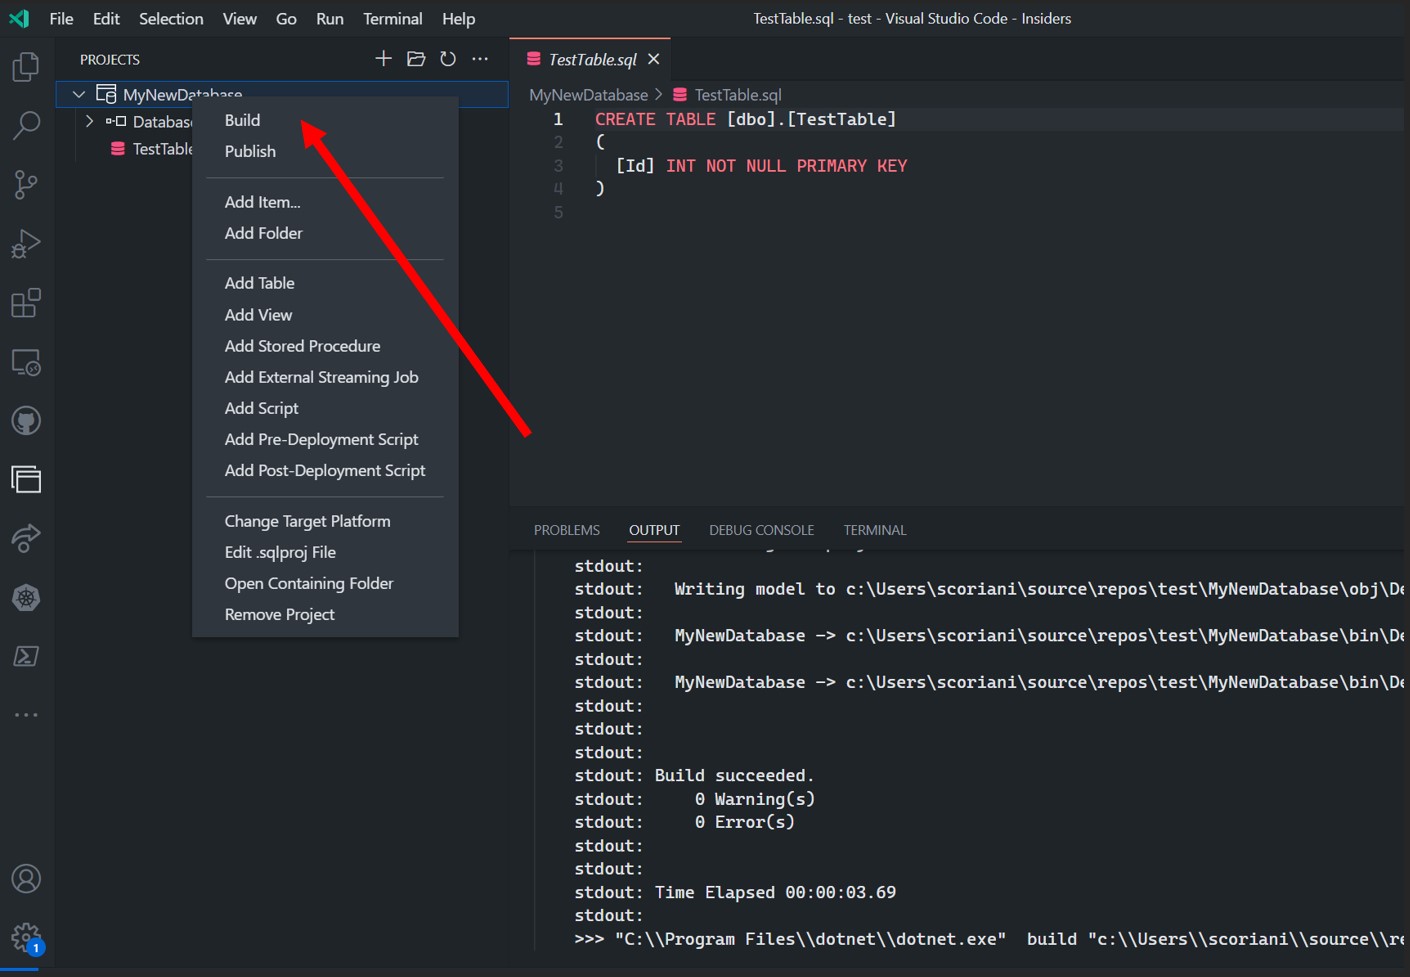 File Edit Selection View Go Run Terminal Help
TestTable.sql - test - Visual Studio Code - Insiders
PROJECTS
MyNewDatabase
Databas
TestTable
Build
Publish
Add Item...
Add Folder
Add Table
Add View
Add Stored Procedure
Add External Streaming Job
Add Script
Add Pre-Deployment Script
Add Post-Deployment Script
Change Target Platform
Edit .sqlproj File
Open Containing Folder
Remove Project
1
TestTable.sql
MyNewDatabase > TestTable.sql
1 CREATE TABLE [dbo].[TestTable]
2 (
3 [Id] INT NOT NULL PRIMARY KEY
4 )
5
PROBLEMS OUTPUT DEBUG CONSOLE TERMINAL
stdout:
stdout: Writing model to c:\Users\scoriani\source\repos\test\MyNewDatabase\obj\De
stdout:
stdout: MyNewDatabase -> c:\Users\scoriani\source\repos\test\MyNewDatabase\bin\De
stdout:
stdout: MyNewDatabase -> c:\Users\scoriani\source\repos\test\MyNewDatabase\bin\De
stdout:
stdout:
stdout:
stdout: Build succeeded.
stdout: 0 Warning(s)
stdout: 0 Error(s)
stdout:
stdout:
stdout: Time Elapsed 00:00:03.69
stdout:
>>> "C:\\Program Files\\dotnet\\dotnet.exe" build "c:\\Users\\scoriani\\source\\re